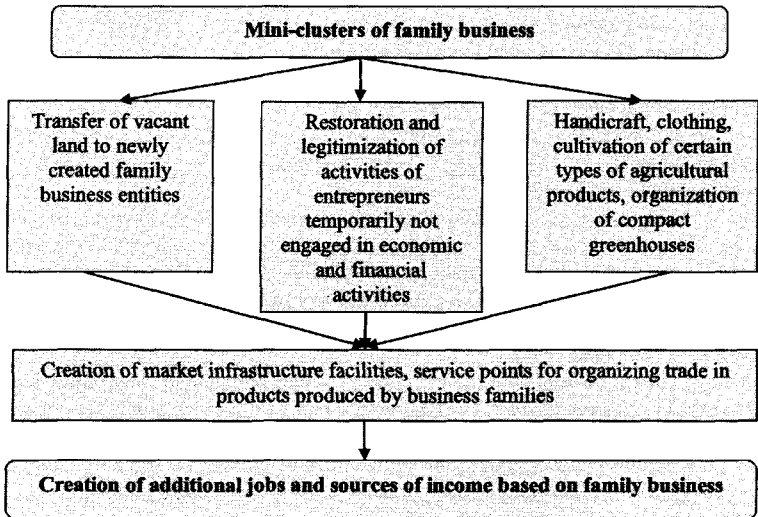 Mini-clusters of family business
Transfer of vacant
land to newly
created family
business entities
Restoration and
legitimization of
activities of
entrepreneurs
temporarily not
engaged in economic
and financial
activities
Handicraft, clothing,
cultivation of certain
types of agricultural
products, organization
of compact
greenhouses
Creation of market infrastructure facilities, service points for organizing trade in
products produced by business families
Creation of additional jobs and sources of income based on family business